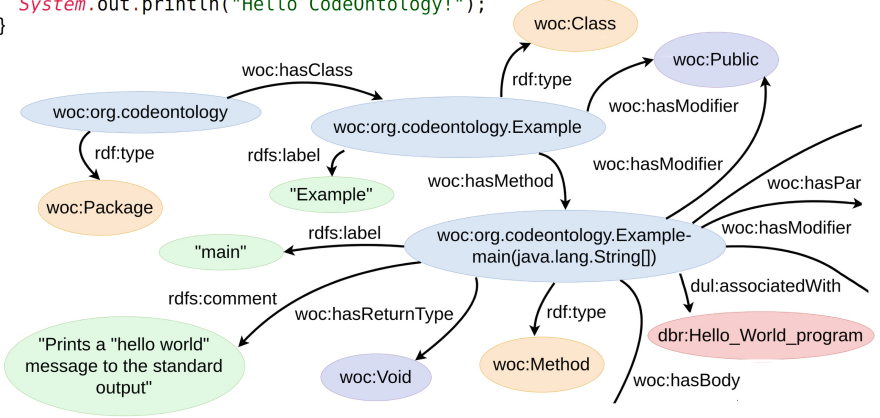 System.out.println("Hello CodeOntology!");
}
woc:Class
woc:hasClass
rdf:type
woc:Public
woc:hasModifier
woc:org.codeontology
woc:org.codeontology.Example
rdf:type
rdfs:label
woc:hasMethod
woc:hasModifier
woc:hasPar
"Example"
woc:Package
woc:hasModifier
rdfs:label
"main"
woc:org.codeontology.Example-
main(java.lang.String[])
dul:associatedWith
rdfs:comment
woc:hasReturnType
rdf:type
dbr:Hello_World_program
"Prints a "hello world"
message to the standard
output"
woc:Void
woc:Method
woc:hasBody